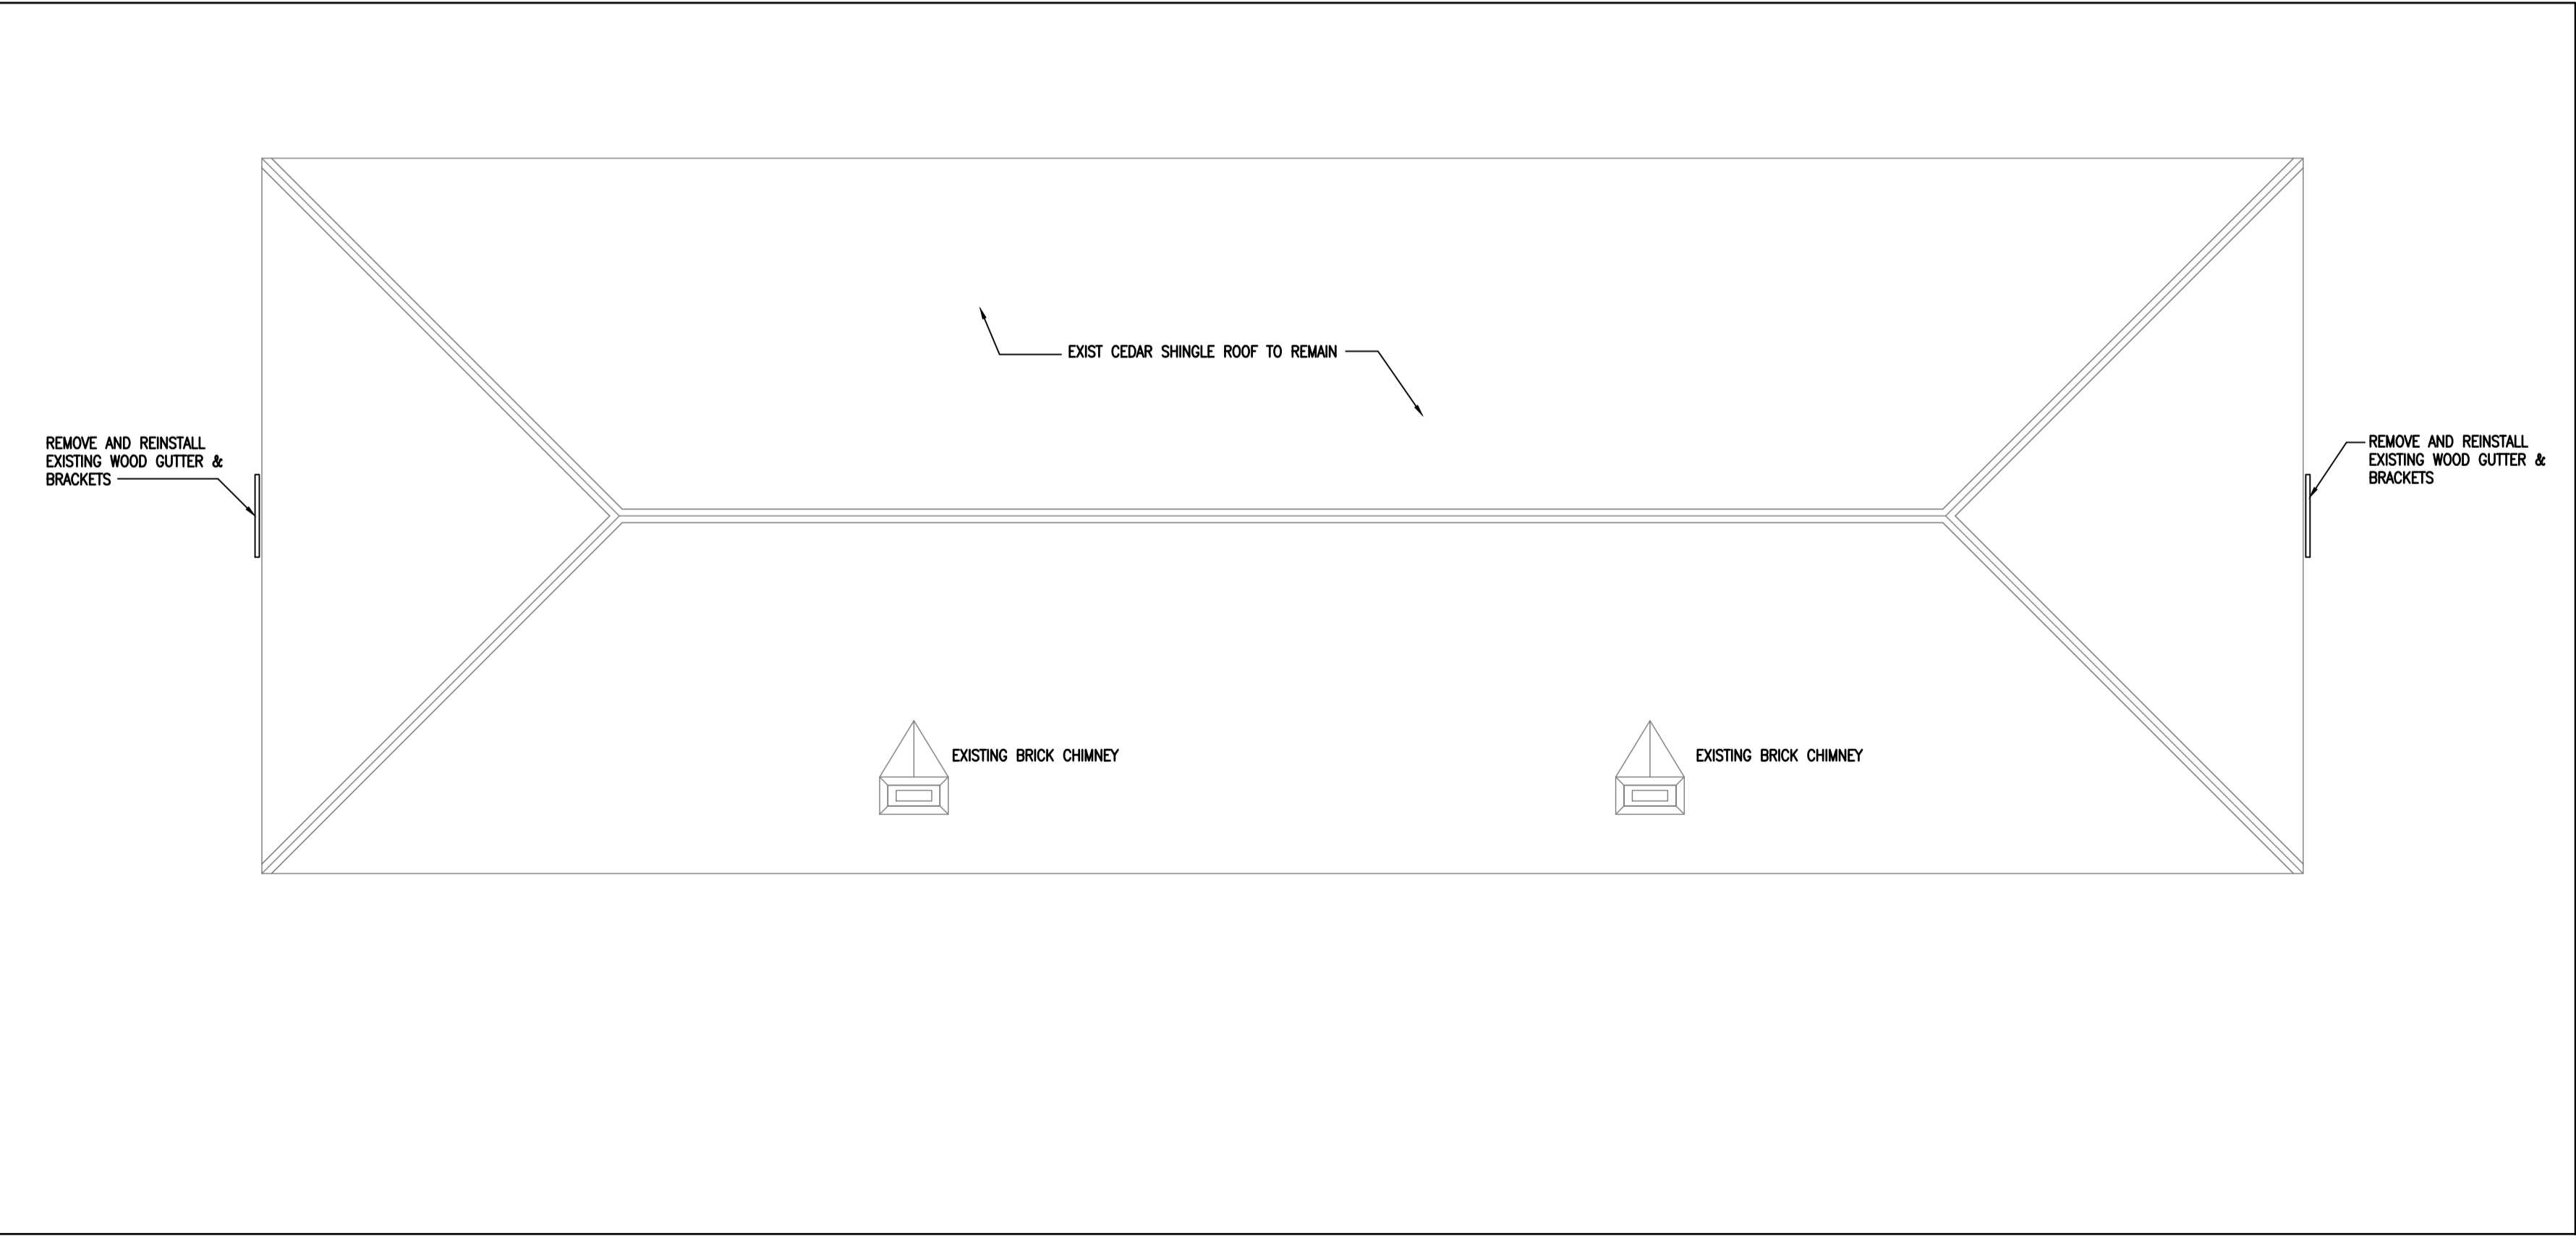 EXIST CEDAR SHINGLE ROOF TO REMAIN
REMOVE AND REINSTALL
EXISTING WOOD GUTTER &
BRACKETS
REMOVE AND REINSTALL
EXISTING WOOD GUTTER &
BRACKETS
EXISTING BRICK CHIMNEY
EXISTING BRICK CHIMNEY